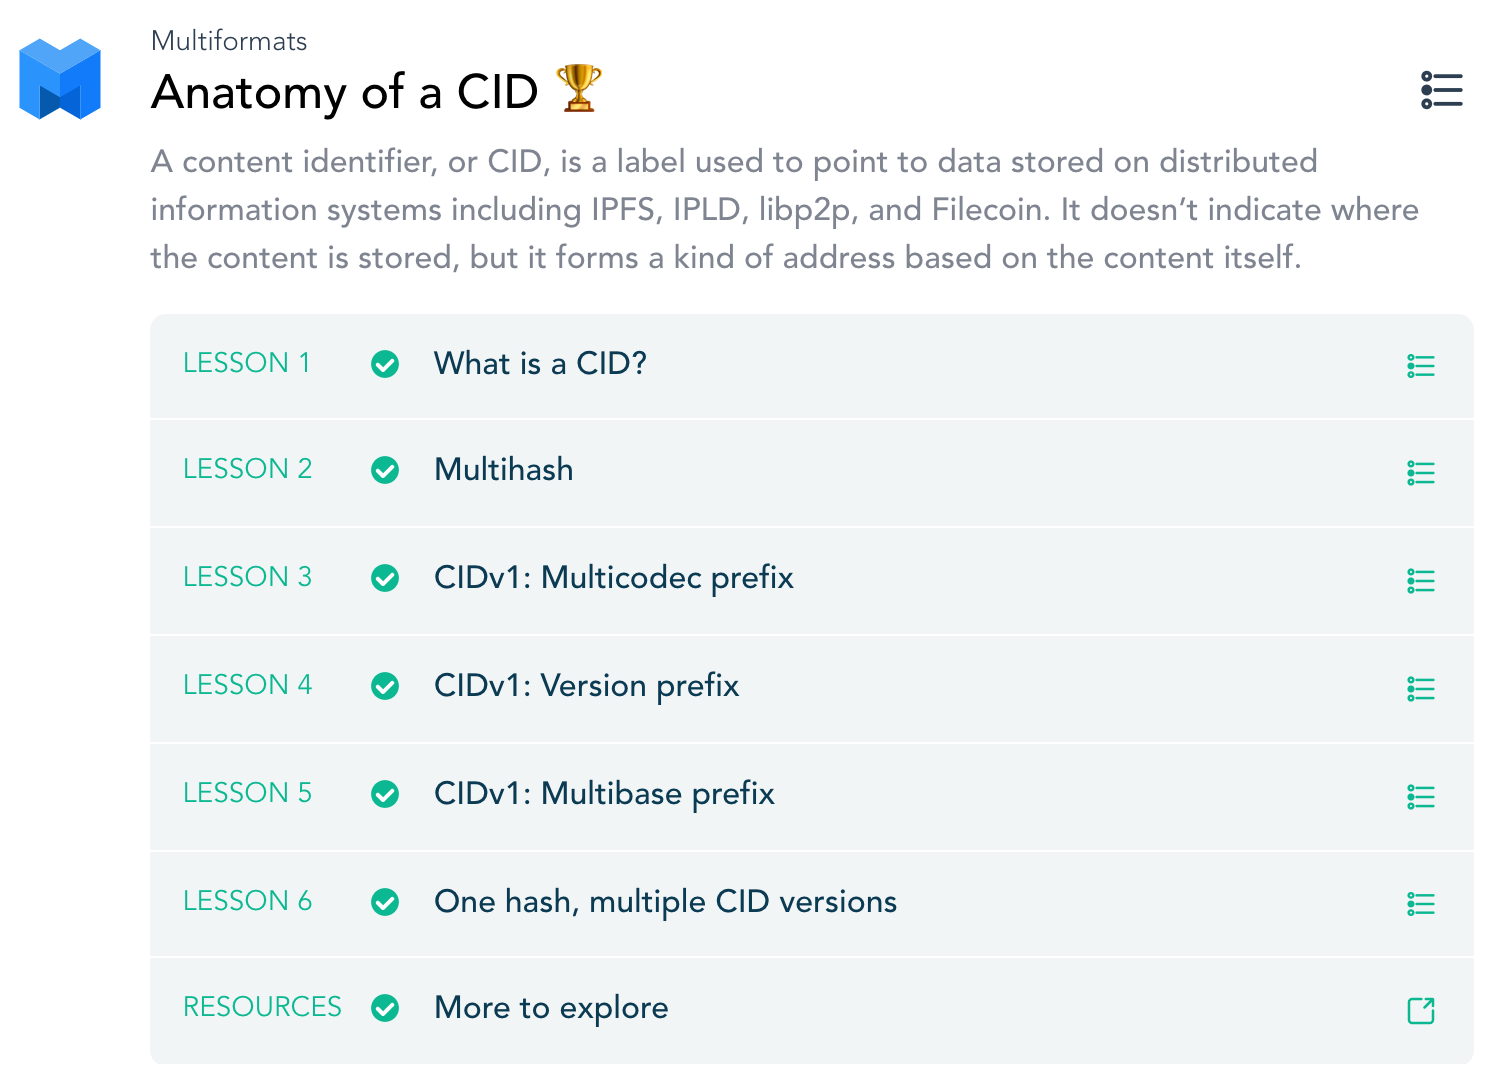 Multiformats
Anatomy of a CID 🏆
A content identifier, or CID, is a label used to point to data stored on distributed
information systems including IPFS, IPLD, libp2p, and Filecoin. It doesn’t indicate where
the content is stored, but it forms a kind of address based on the content itself.
LESSON 1 What is a CID?
LESSON 2 Multihash
LESSON 3 CIDv1: Multicodec prefix
LESSON 4 CIDv1: Version prefix
LESSON 5 CIDv1: Multibase prefix
LESSON 6 One hash, multiple CID versions
RESOURCES More to explore